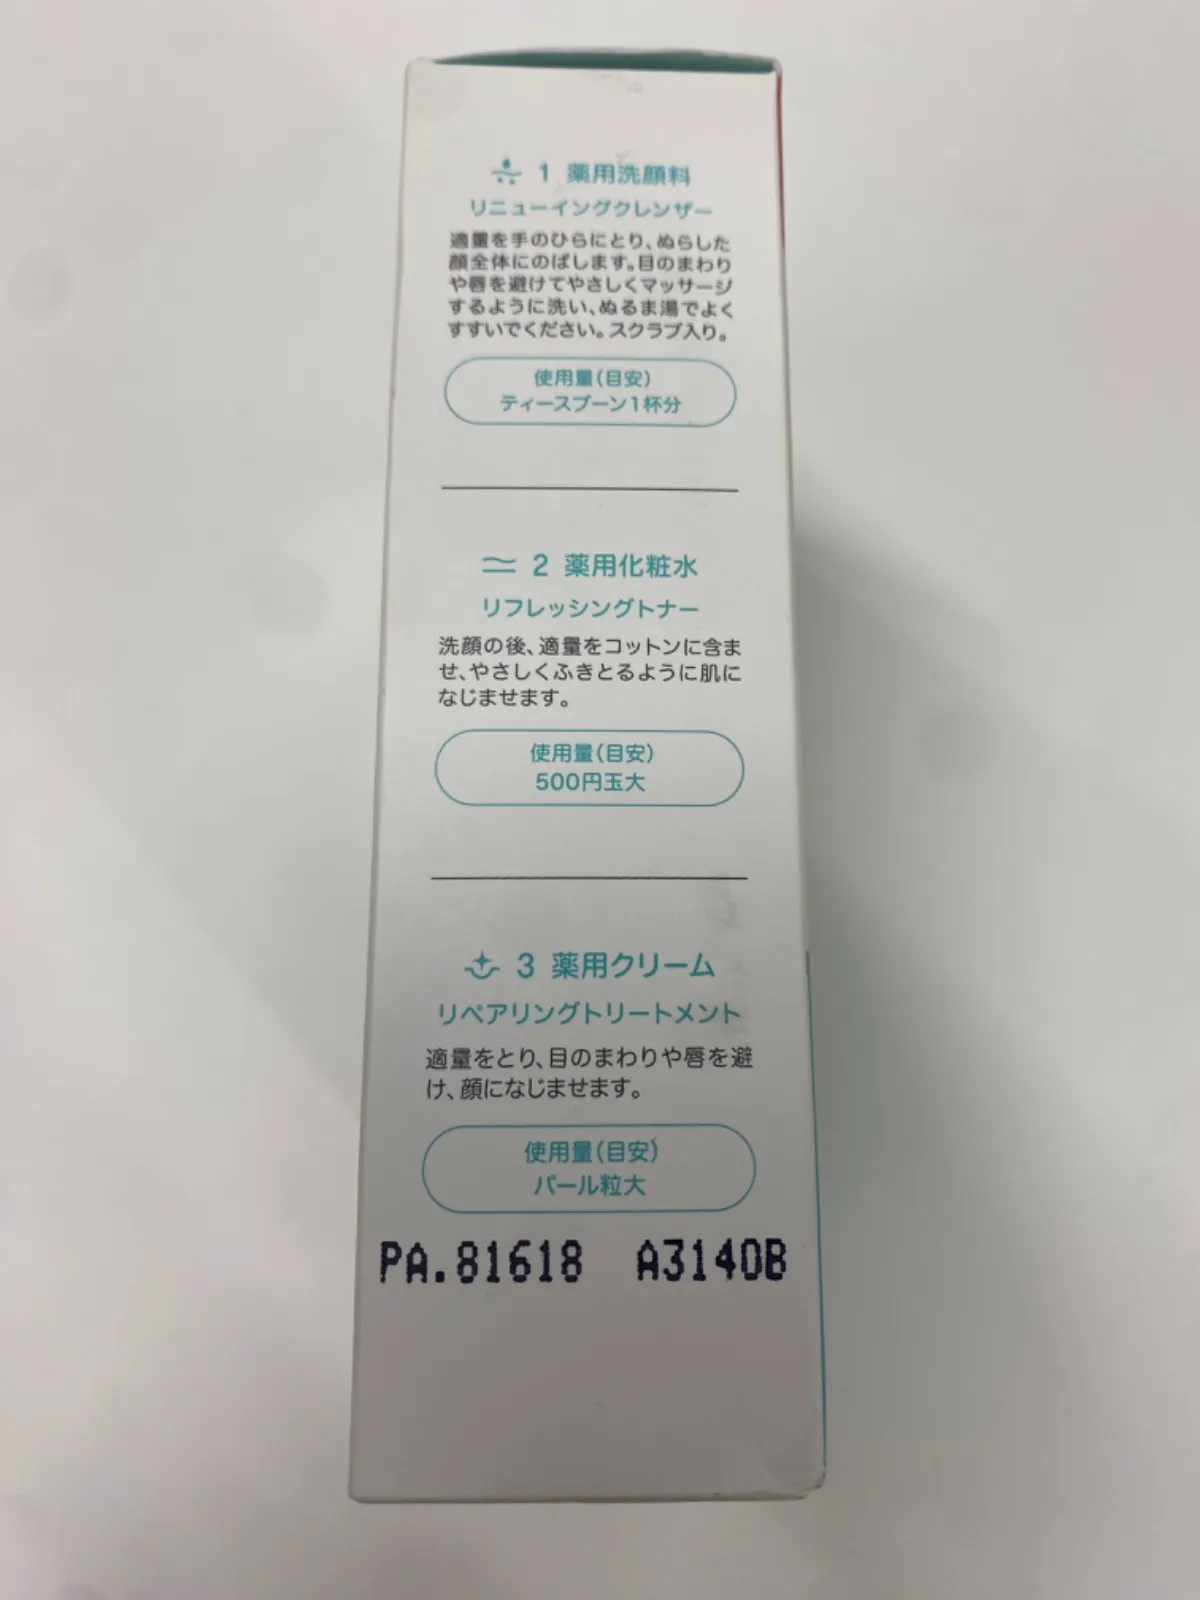 1 薬用洗顔料
リニューイングクレンザー
適量を手のひらにとり、ぬらした
顔全体にのばします。目のまわり
や唇を避けてやさしくマッサージ
するように洗い、ぬるま湯でよく
すすいでください。スクラブ入り。
使用量(目安)
ティースプーン1杯分
2 薬用化粧水
リフレッシングトナー
洗顔の後、適量をコットンに含ま
せ、やさしくふきとるように肌に
なじませます。
使用量(目安)
500円玉大
3 薬用クリーム
リペアリングトリートメント
適量をとり、目のまわりや唇を避
け、顔になじませます。
使用量(目安)
パール粒大
PA.81618 A3140B